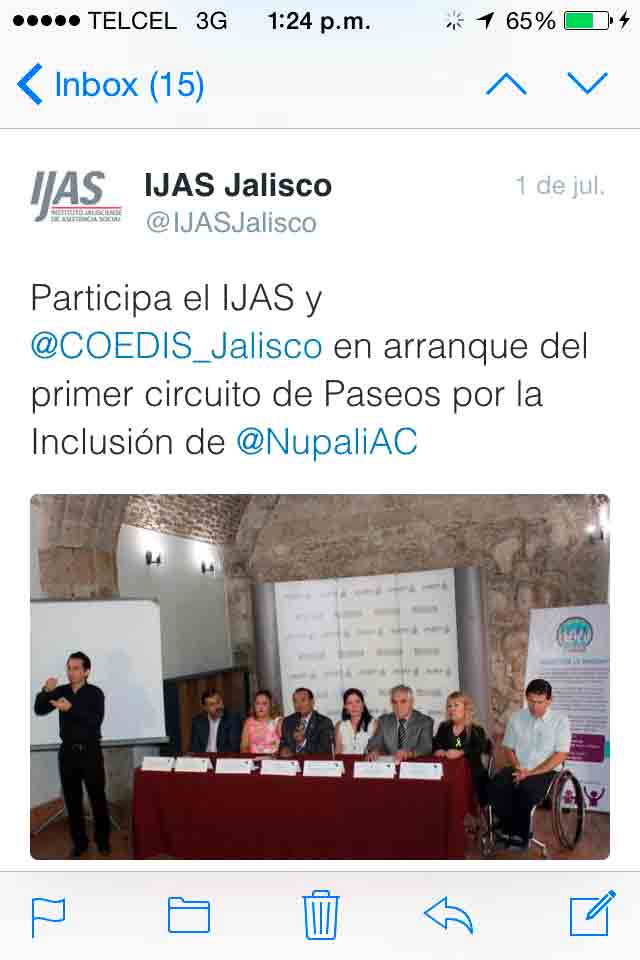 TELCEL 3G 1:24 p.m. 65%
Inbox (15)
IJAS
INSTITUTO JALISCIENSE
DE ASISTENCIA SOCIAL
IJAS Jalisco 1 de jul.
@IJASJalisco
Participa el IJAS y
@COEDIS_Jalisco en arranque del
primer circuito de Paseos por la
Inclusión de @NupaliAC